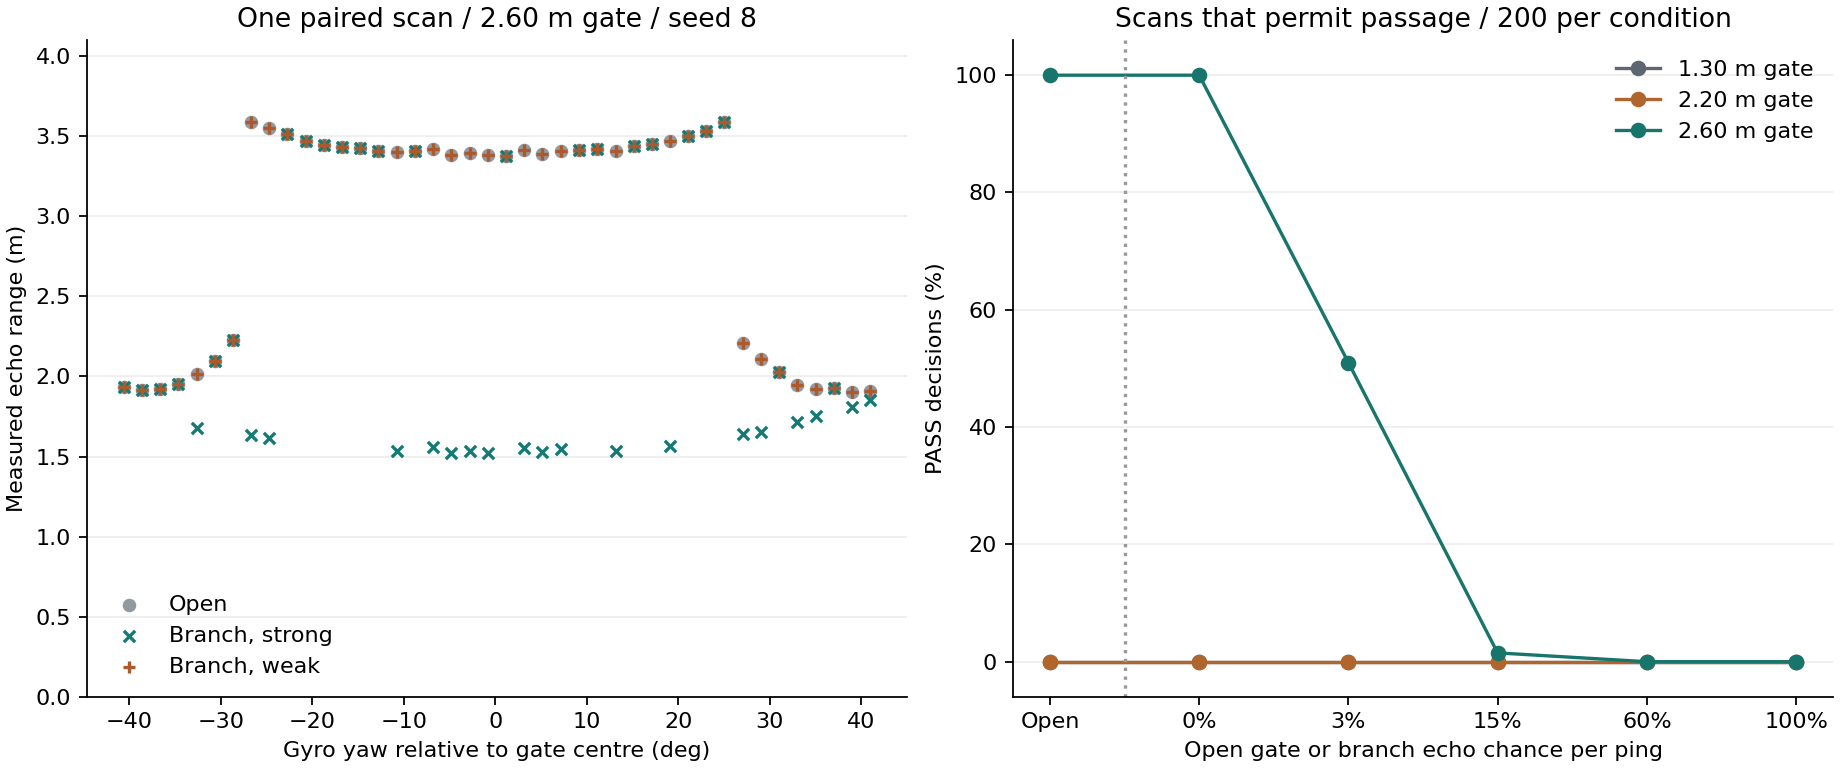 One paired scan / 2.60 m gate / seed 8
Measured echo range (m)
4.0
3.5
3.0
2.5
2.0
1.5
1.0
0.5
0.0
Open
Branch, strong
Branch, weak
−40
−30
−20
−10
0
10
20
30
40
Gyro yaw relative to gate centre (deg)
Scans that permit passage / 200 per condition
PASS decisions (%)
100
80
60
40
20
0
1.30 m gate
2.20 m gate
2.60 m gate
Open
0%
3%
15%
60%
100%
Open gate or branch echo chance per ping